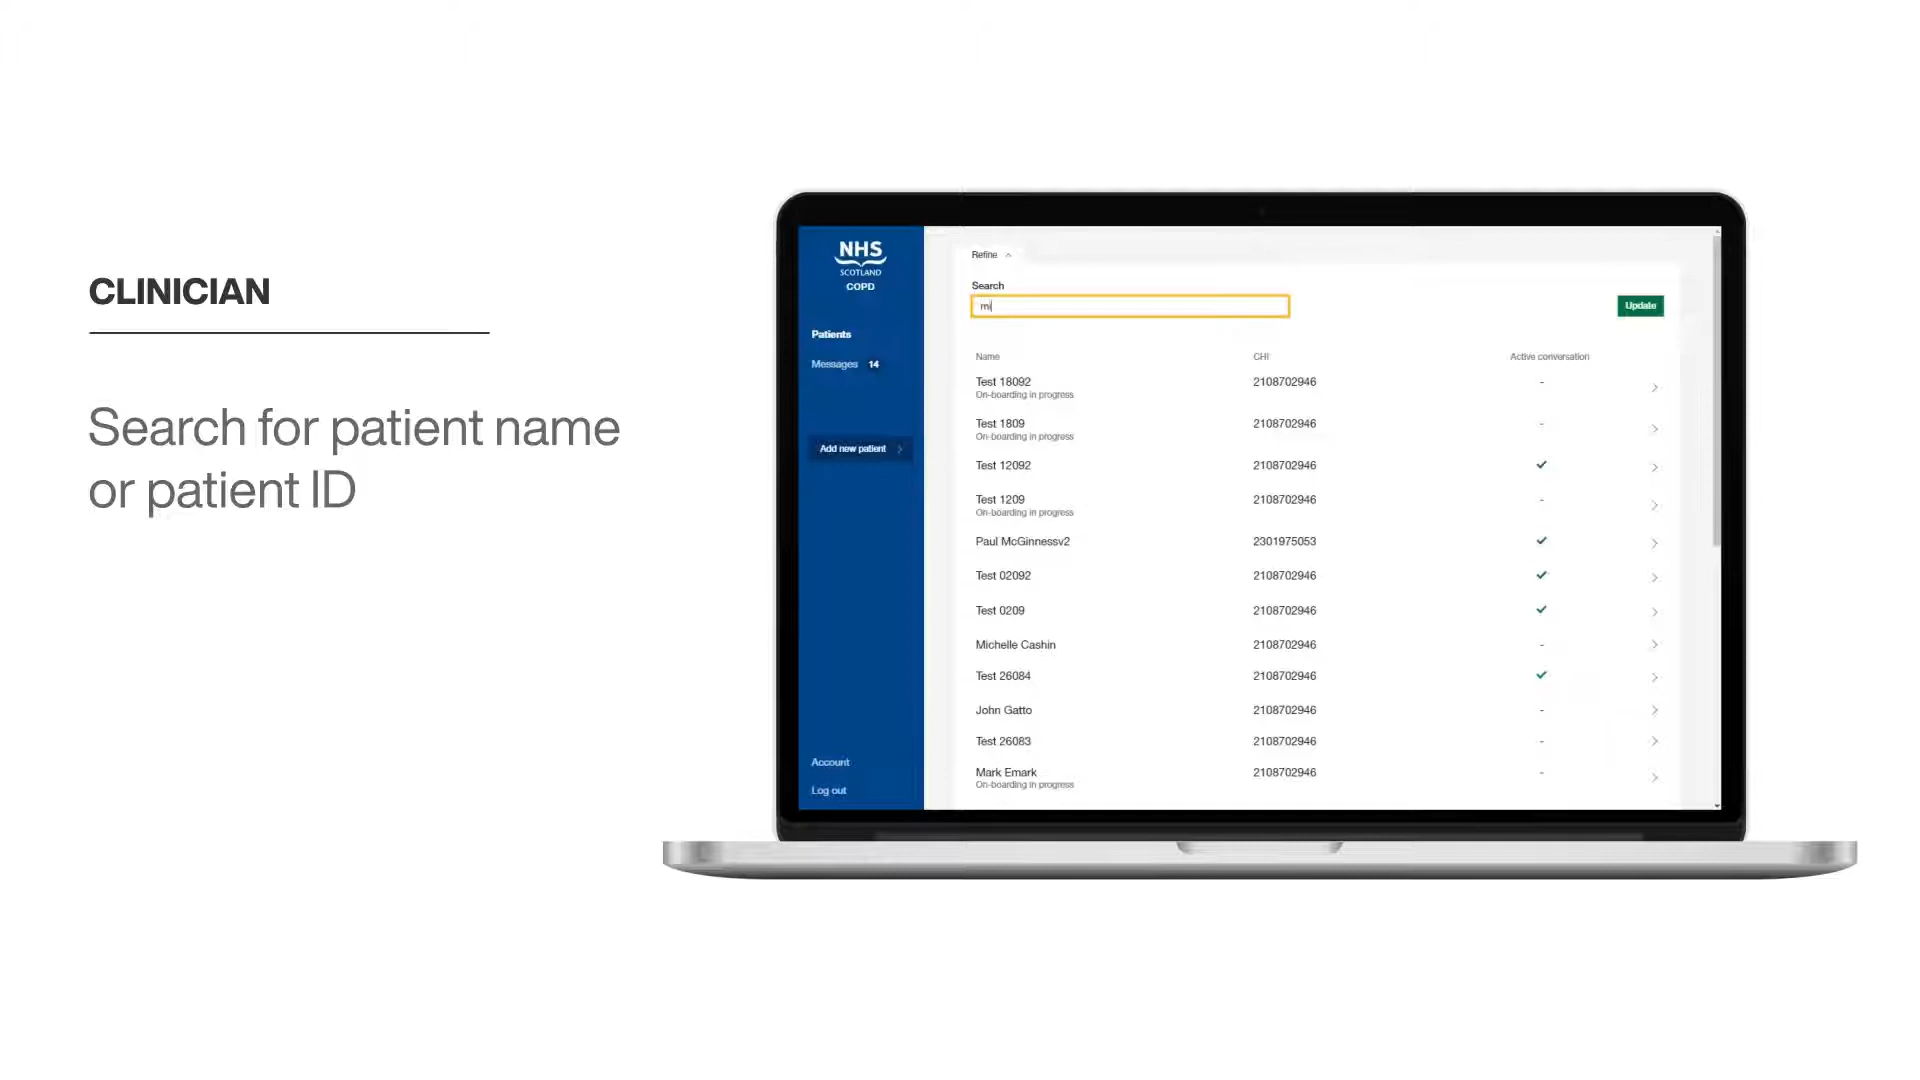 CLINICIAN
Search for patient name
or patient ID
NHS
SCOTLAND
COPD
Patients
Messages 14
Add new patient
Account
Log out
Refine
Search
mi
Update
Name CHI Active conversation
Test 18092 2108702946 -
On-boarding in progress
Test 1809 2108702946 -
On-boarding in progress
Test 12092 2108702946
Test 1209 2108702946 -
On-boarding in progress
Paul McGinnessv2 2301975053
Test 02092 2108702946
Test 0209 2108702946
Michelle Cashin 2108702946 -
Test 26084 2108702946
John Gatto 2108702946 -
Test 26083 2108702946 -
Mark Emark 2108702946 -
On-boarding in progress